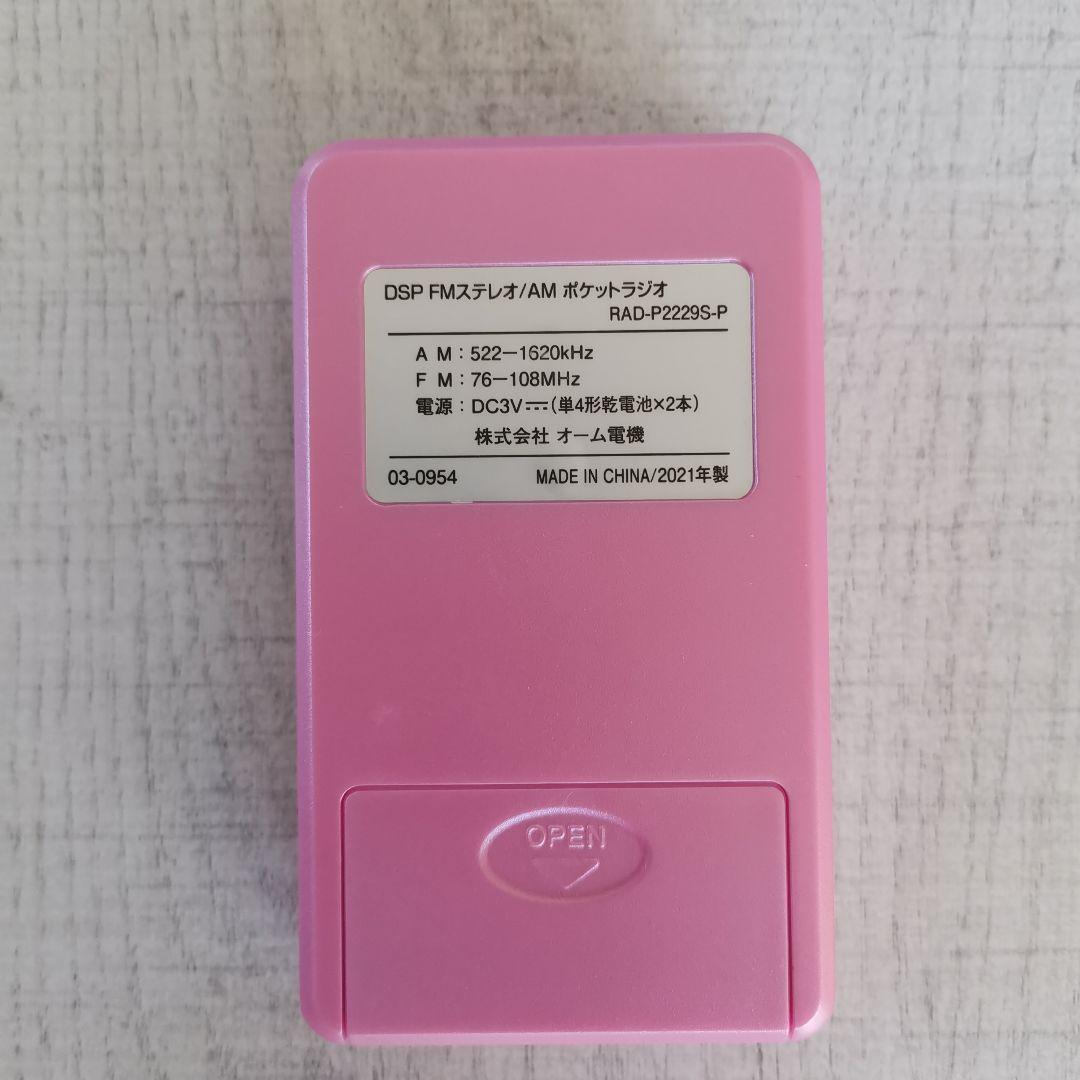 DSP FMステレオ/AM ポケットラジオ
RAD-P2229S-P
A M:522−1620kHz
F M:76−108MHz
電源:DC3V⎓(単4形乾電池×2本)
株式会社 オーム電機
03-0954 MADE IN CHINA/2021年製
OPEN